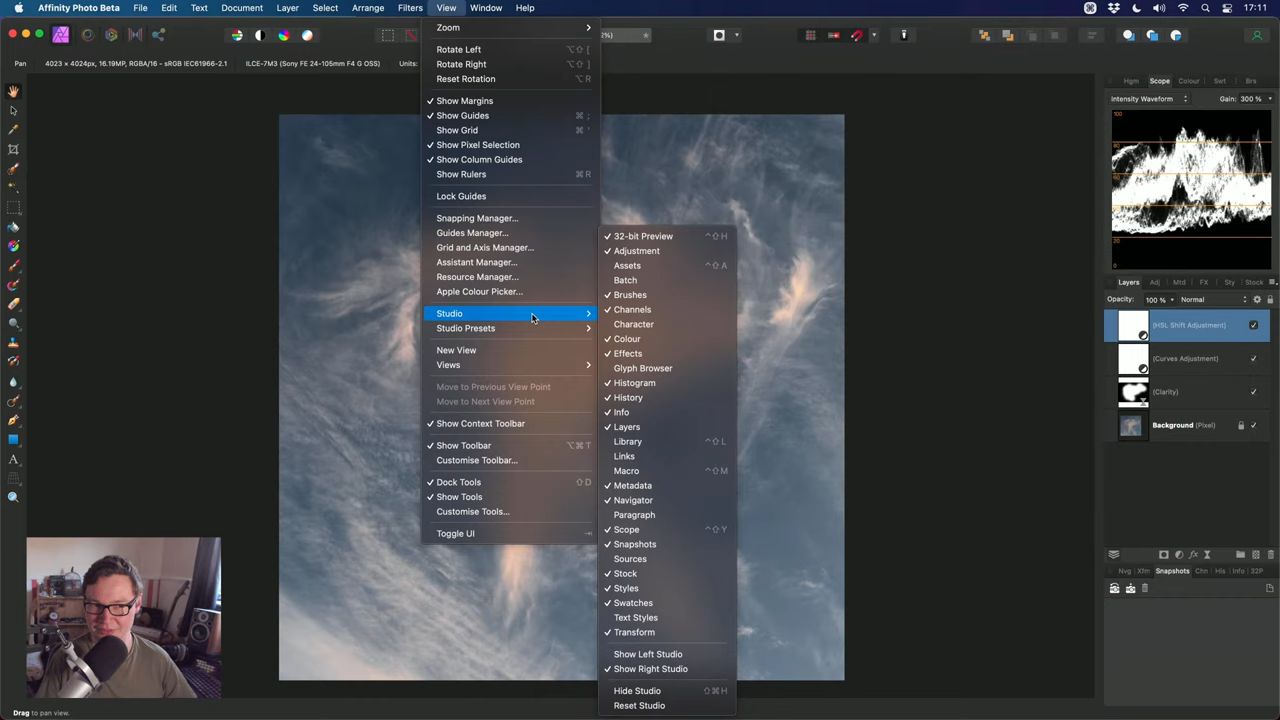 Affinity Photo Beta File Edit Text Document Layer Select Arrange Filters View Window Help 17:11
2%)
Pan 4023 × 4024px, 16.19MP, RGBA/16 - sRGB IEC61966-2.1 ILCE-7M3 (Sony FE 24-105mm F4 G OSS) Units:
Zoom
Rotate Left ⌥⇧[
Rotate Right ⌥⇧]
Reset Rotation ⌥R
Show Margins
Show Guides ⌘;
Show Grid ⌘'
Show Pixel Selection
Show Column Guides
Show Rulers ⌘R
Lock Guides
Snapping Manager...
Guides Manager...
Grid and Axis Manager...
Assistant Manager...
Resource Manager...
Apple Colour Picker...
Studio
Studio Presets
New View
Views
Move to Previous View Point
Move to Next View Point
Show Context Toolbar
Show Toolbar ⌥⌘T
Customise Toolbar...
Dock Tools ⇧D
Show Tools
Customise Tools...
Toggle UI
32-bit Preview ^⇧H
Adjustment
Assets ^⇧A
Batch
Brushes
Channels
Character
Colour
Effects
Glyph Browser
Histogram
History
Info
Layers
Library ^⇧L
Links
Macro ^⇧M
Metadata
Navigator
Paragraph
Scope ^⇧Y
Snapshots
Sources
Stock
Styles
Swatches
Text Styles
Transform
Show Left Studio
Show Right Studio
Hide Studio ⇧⌘H
Reset Studio
Hgm Scope Colour Swt Brs
Intensity Waveform Gain: 300 %
100
80
60
40
20
0
Layers Adj Mtd FX Sty Stock
Opacity: 100 % Normal
(HSL Shift Adjustment)
(Curves Adjustment)
(Clarity)
Background (Pixel)
Nvg Xfm Snapshots Chn His Info 32P
Drag to pan view.